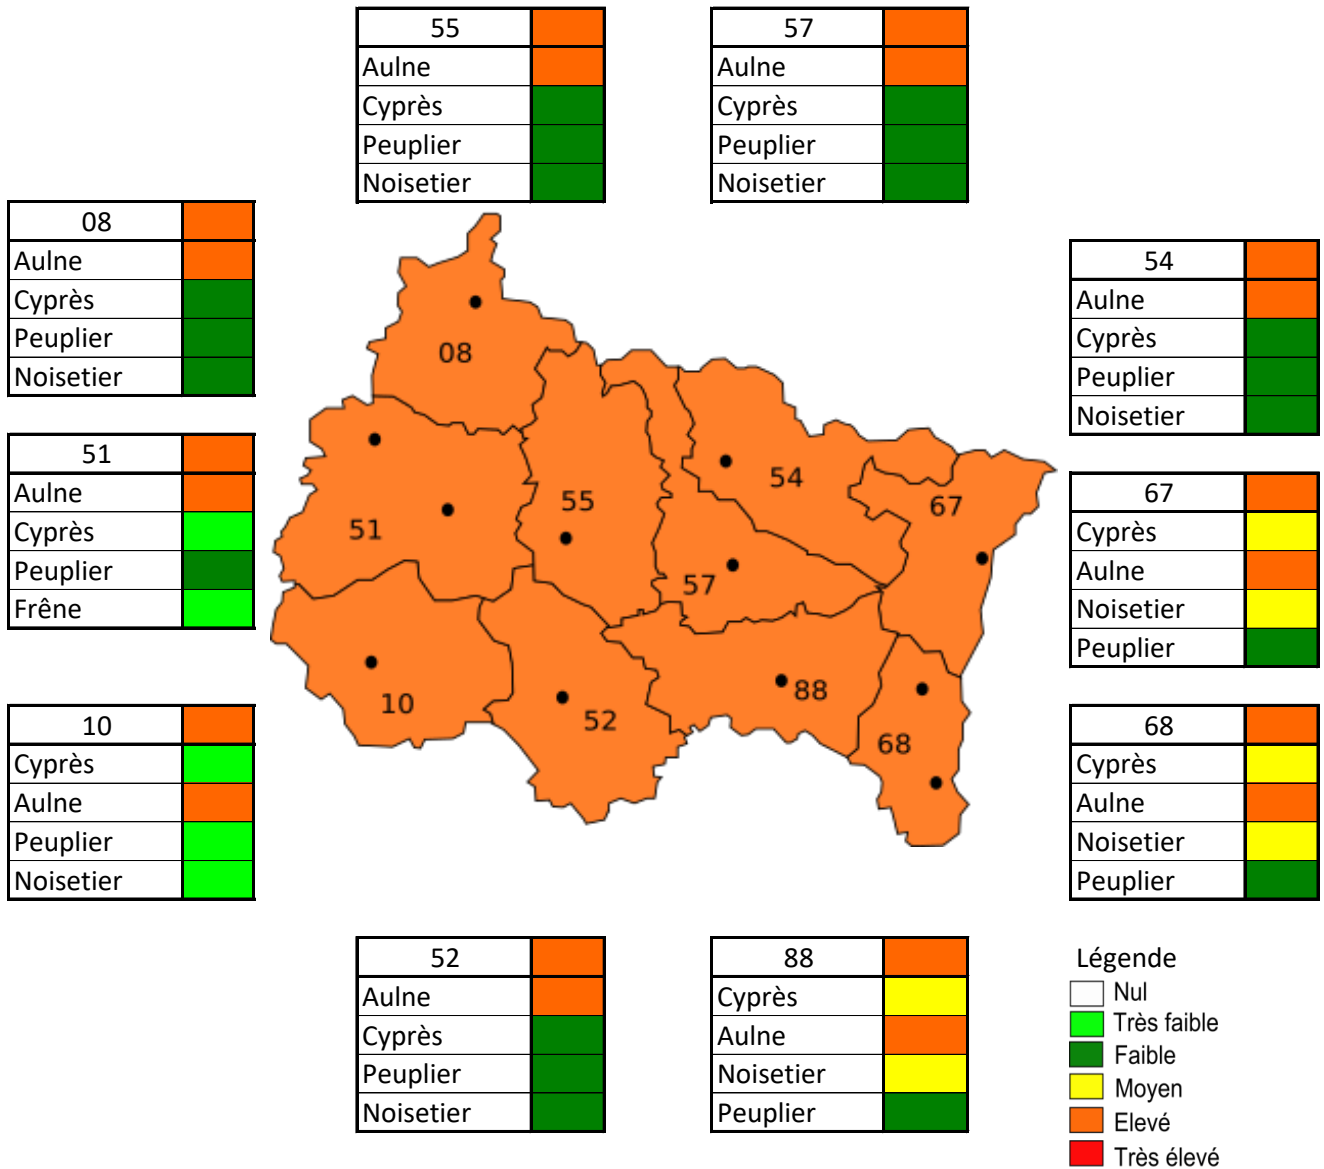 55
Aulne
Cyprès
Peuplier
Noisetier
57
Aulne
Cyprès
Peuplier
Noisetier
08
Aulne
Cyprès
Peuplier
Noisetier
54
Aulne
Cyprès
Peuplier
Noisetier
51
Aulne
Cyprès
Peuplier
Frêne
67
Cyprès
Aulne
Noisetier
Peuplier
10
Cyprès
Aulne
Peuplier
Noisetier
68
Cyprès
Aulne
Noisetier
Peuplier
52
Aulne
Cyprès
Peuplier
Noisetier
88
Cyprès
Aulne
Noisetier
Peuplier
08
54
55
67
51
57
88
10
52
68
Légende
Nul
Très faible
Faible
Moyen
Elevé
Très élevé